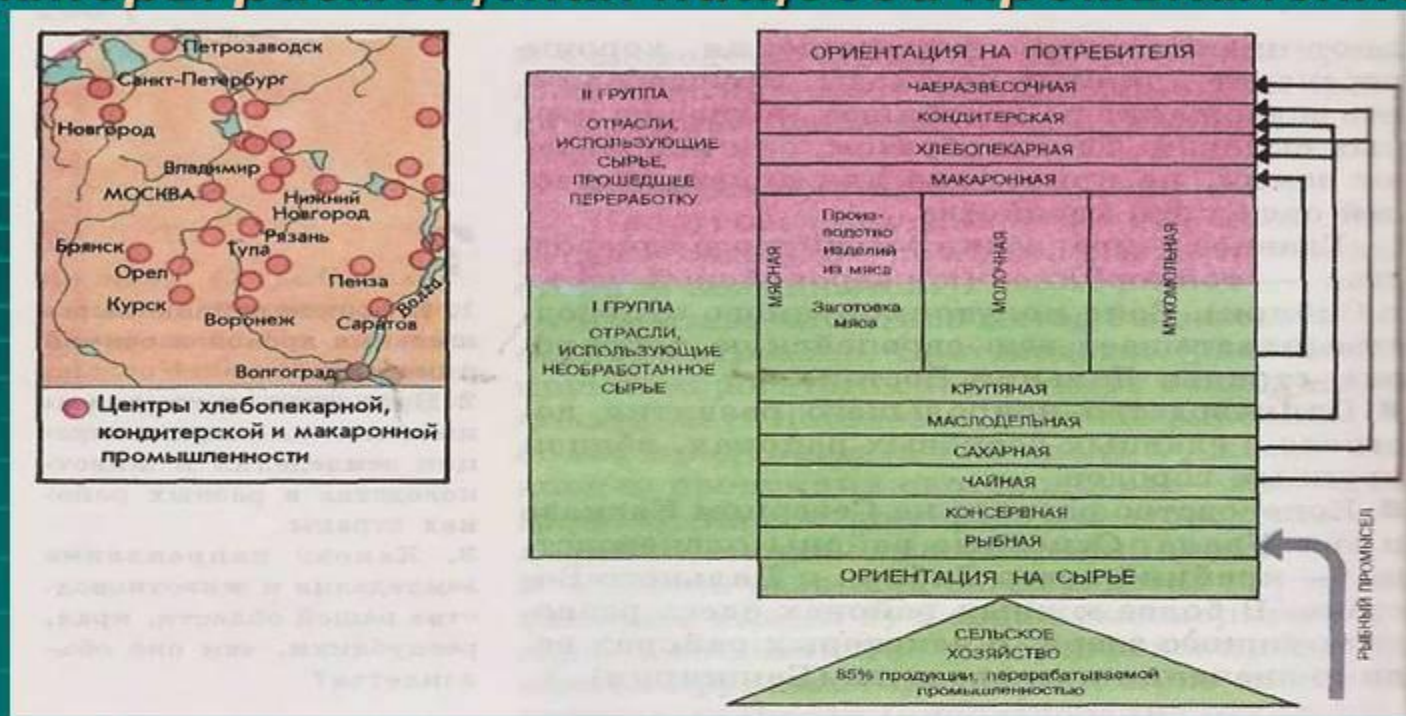 Петрозаводск
Санкт-Петербург
Новгород
Владимир
МОСКВА
Нижний
Новгород
Рязань
Брянск
Тула
Орел
Пенза
Курск
Воронеж
Саратов
Волга
Волгоград
Центры хлебопекарной,
кондитерской и макаронной
промышленности
ОРИЕНТАЦИЯ НА ПОТРЕБИТЕЛЯ
II ГРУППА
ОТРАСЛИ,
ИСПОЛЬЗУЮЩИЕ
СЫРЬЕ,
ПРОШЕДШЕЕ
ПЕРЕРАБОТКУ
ЧАЕРАЗВЕСОЧНАЯ
КОНДИТЕРСКАЯ
ХЛЕБОПЕКАРНАЯ
МАКАРОННАЯ
МЯСНАЯ
Произ-
водство
изделий
из мяса
Заготовка
мяса
МОЛОЧНАЯ
МУКОМОЛЬНАЯ
I ГРУППА
ОТРАСЛИ,
ИСПОЛЬЗУЮЩИЕ
НЕОБРАБОТАННОЕ
СЫРЬЕ
КРУПЯНАЯ
МАСЛОДЕЛЬНАЯ
САХАРНАЯ
ЧАЙНАЯ
КОНСЕРВНАЯ
РЫБНАЯ
ОРИЕНТАЦИЯ НА СЫРЬЕ
СЕЛЬСКОЕ
ХОЗЯЙСТВО
85% продукции, перерабатываемой
промышленностью
РЫБНЫЙ ПРОМЫСЕЛ